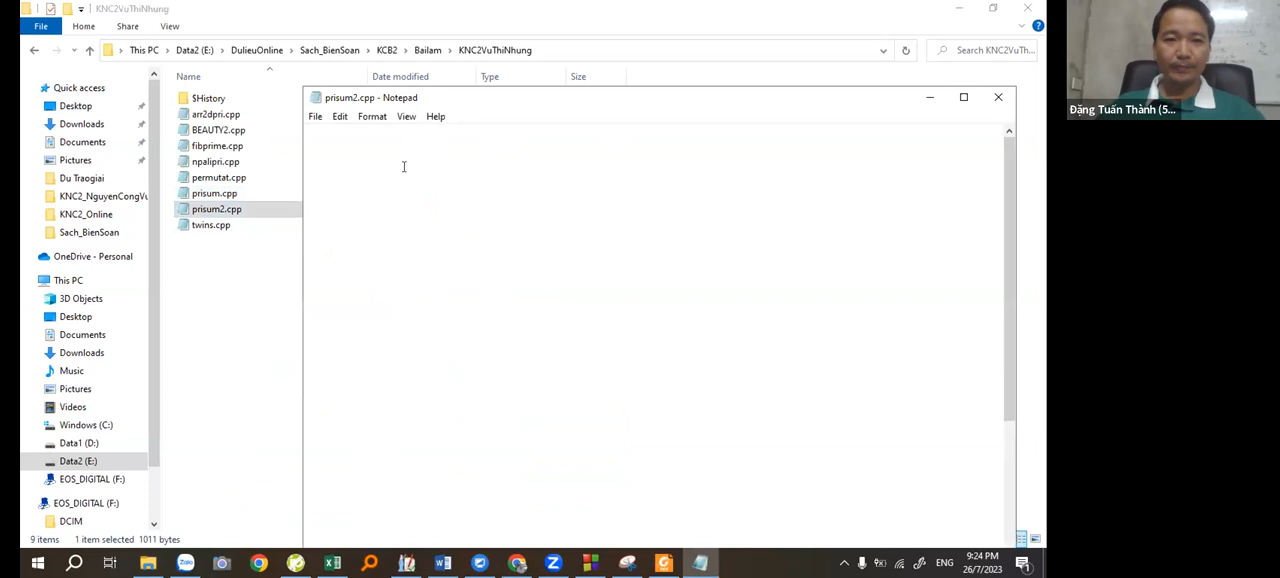 KNC2VuThiNhung
File
Home
Share
View
This PC
Data2 (E:)
DulieuOnline
Sach_BienSoan
KCB2
Bailam
KNC2VuThiNhung
Search KNC2VuTh...
Name
Date modified
Type
Size
Quick access
Desktop
Downloads
Documents
Pictures
Du Traogiai
KNC2_NguyenCongVu
KNC2_Online
Sach_BienSoan
OneDrive - Personal
This PC
3D Objects
Desktop
Documents
Downloads
Music
Pictures
Videos
Windows (C:)
Data1 (D:)
Data2 (E:)
EOS_DIGITAL (F:)
EOS_DIGITAL (F:)
DCIM
$History
arr2dpri.cpp
BEAUTY2.cpp
fibprime.cpp
npalipri.cpp
permutat.cpp
prisum.cpp
prisum2.cpp
twins.cpp
prisum2.cpp - Notepad
File
Edit
Format
View
Help
9 items
1 item selected 1011 bytes
Zalo
ENG
9:24 PM
26/7/2023
Đặng Tuấn Thành (5...